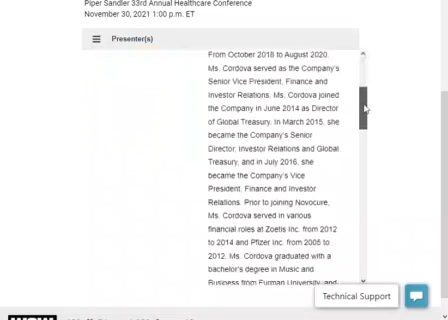 Piper Sandler 33rd Annual Healthcare Conference
November 30, 2021 1:00 p.m. ET
Presenter(s)
From October 2018 to August 2020,
Ms. Cordova served as the Company's
Senior Vice President, Finance and
Investor Relations. Ms. Cordova joined
the Company in June 2014 as Director
of Global Treasury. In March 2015, she
became the Company's Senior
Director, Investor Relations and Global
Treasury, and in July 2016, she
became the Company's Vice
President, Finance and Investor
Relations. Prior to joining Novocure,
Ms. Cordova served in various
financial roles at Zoetis Inc. from 2012
to 2014 and Pfizer Inc. from 2005 to
2012. Ms. Cordova graduated with a
bachelor's degree in Music and
Business from Furman University, and
Technical Support